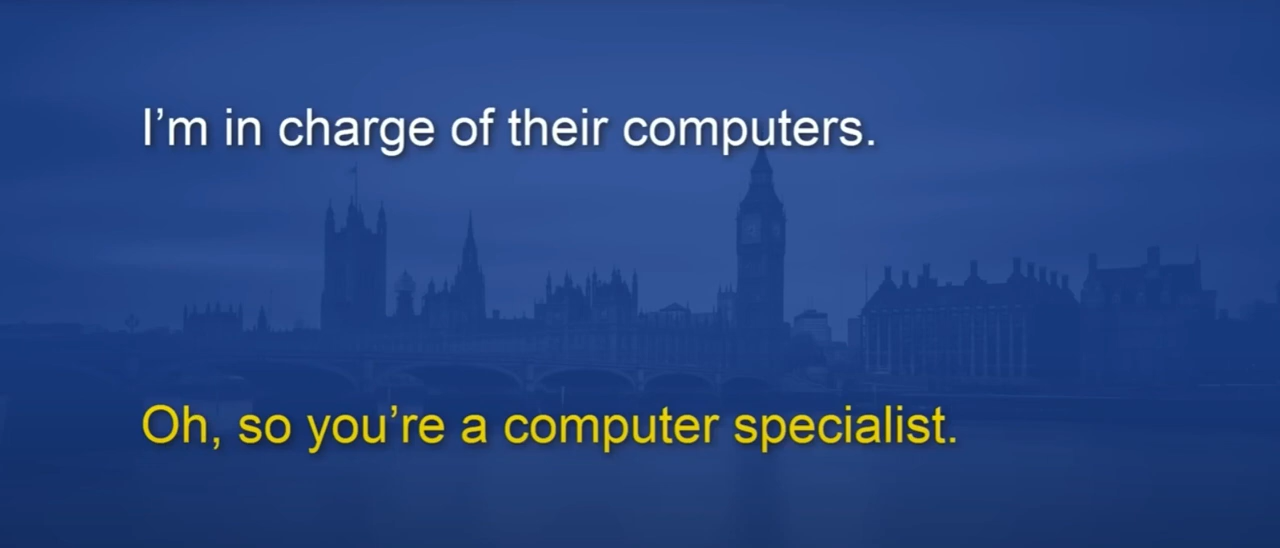 I’m in charge of their computers.
Oh, so you’re a computer specialist.